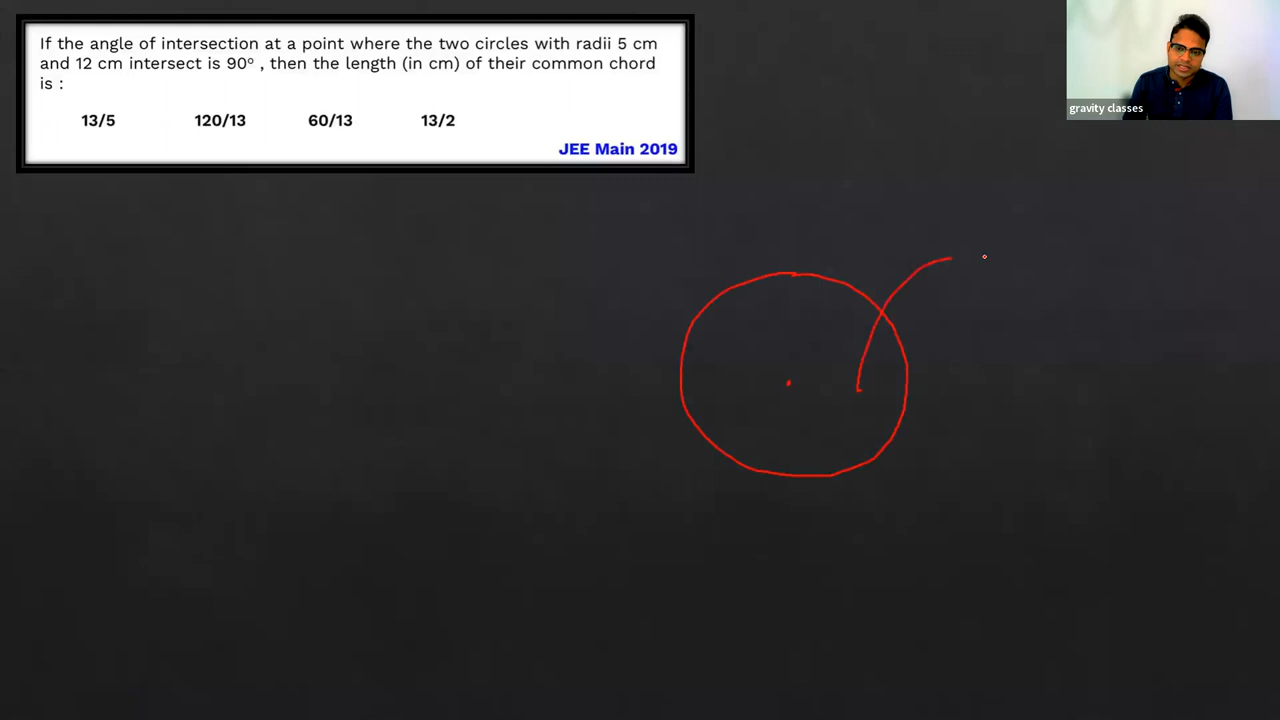 If the angle of intersection at a point where the two circles with radii 5 cm
and 12 cm intersect is 90° , then the length (in cm) of their common chord
is :
13/5 120/13 60/13 13/2
JEE Main 2019
gravity classes